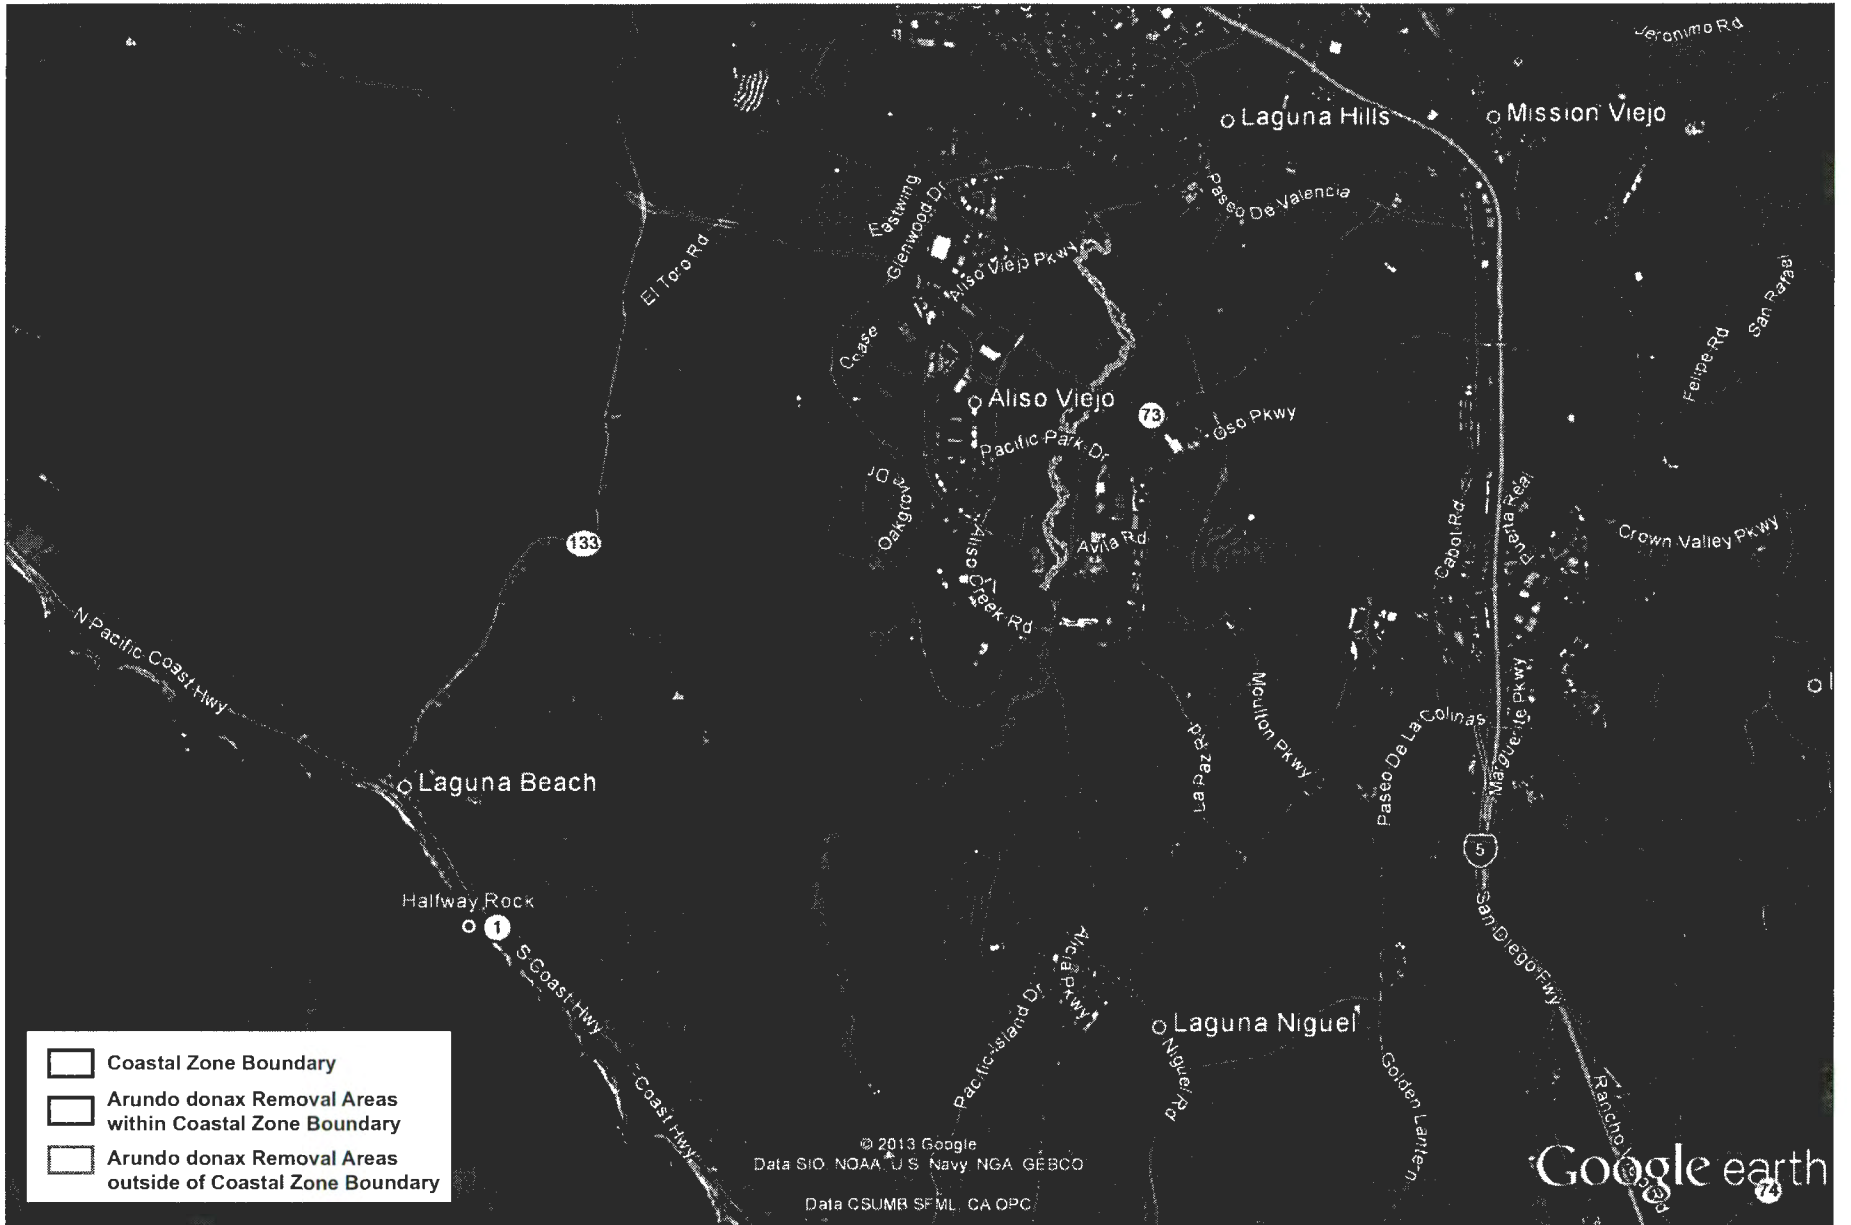 Jeronimo Rd
Laguna Hills
Mission Viejo
Paseo De Valencia
Eastwing
Glenwood Dr
Aliso Viejo Pkwy
El Toro Rd
San Rafael
Felipe Rd
Aliso Viejo
73
Oso Pkwy
Pacific Park Dr
Oakgrove Dr
133
Avila Rd
Aliso Creek Rd
Cabot Rd
Puerta Real
Crown Valley Pkwy
N Pacific Coast Hwy
Moulton Pkwy
La Paz Rd
Paseo De La Colinas
Marguerite Pkwy
Laguna Beach
5
Halfway Rock
1
S Coast Hwy
San Diego Fwy
Alicia Pkwy
Pacific Island Dr
Laguna Niguel
Niguel Rd
Golden Lantern
Coast Hwy
Rancho
Coastal Zone Boundary
Arundo donax Removal Areas
within Coastal Zone Boundary
Arundo donax Removal Areas
outside of Coastal Zone Boundary
© 2013 Google
Data SIO, NOAA, U.S. Navy, NGA, GEBCO
Data CSUMB SFML, CA OPC
Google earth
74